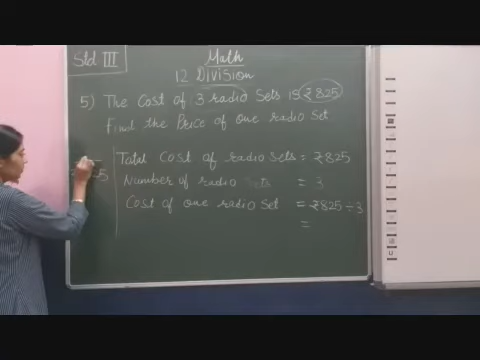 Std III
Math
12 Division
5) The Cost of 3 radio Sets is ₹825
Find the Price of one radio Set
Total Cost of radio Sets = ₹825
Number of radio Sets = 3
Cost of one radio Set = ₹825 ÷ 3
=